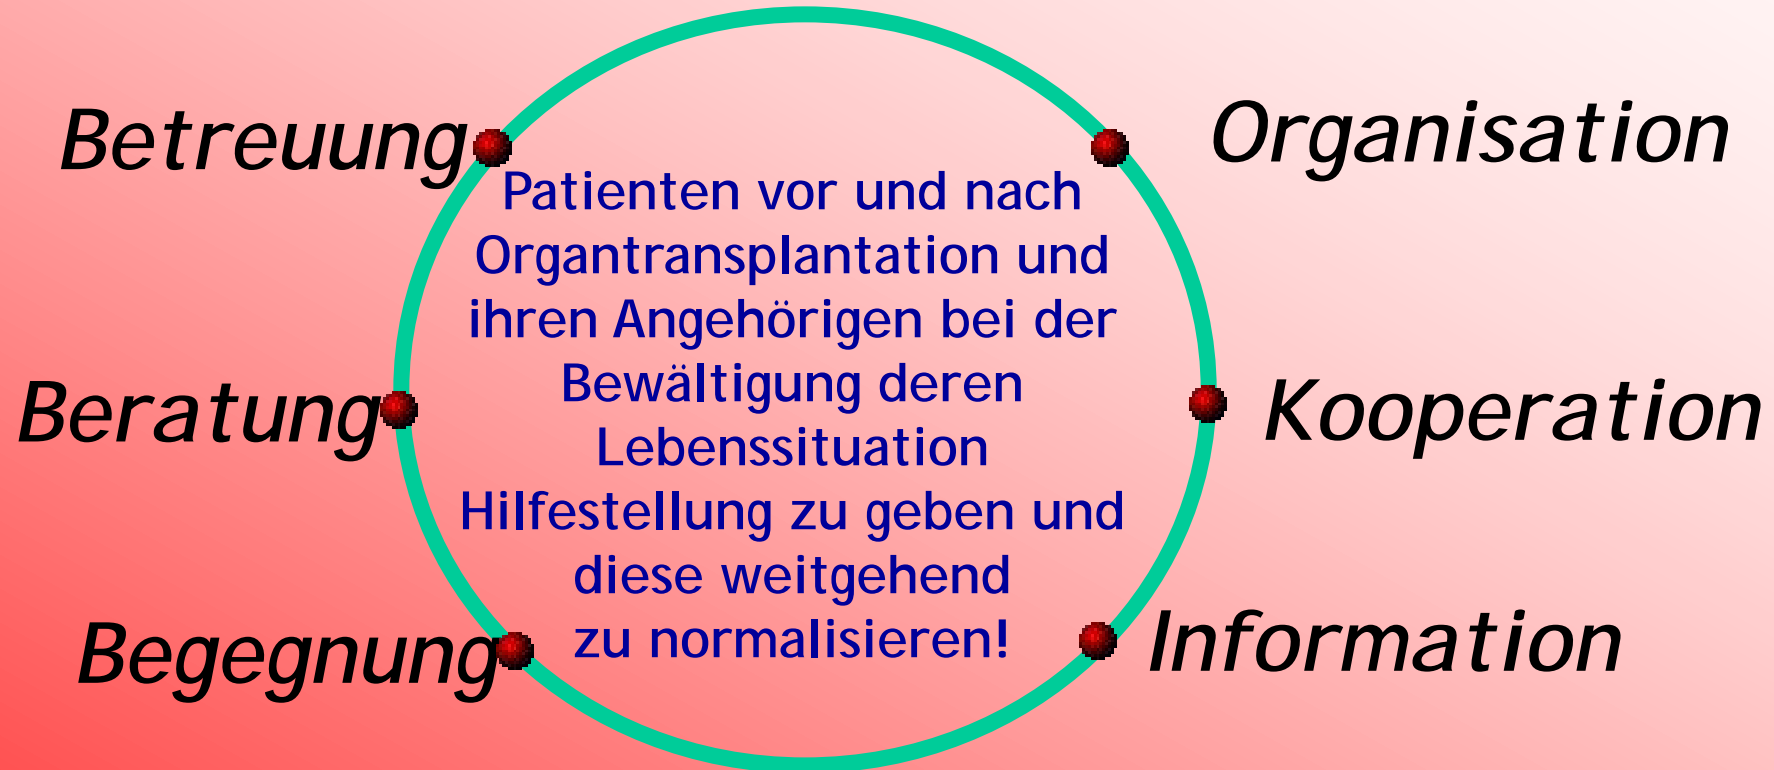 Betreuung
Organisation
Patienten vor und nach
Organtransplantation und
ihren Angehörigen bei der
Bewältigung deren
Lebenssituation
Hilfestellung zu geben und
diese weitgehend
zu normalisieren!
Beratung
Kooperation
Begegnung
Information